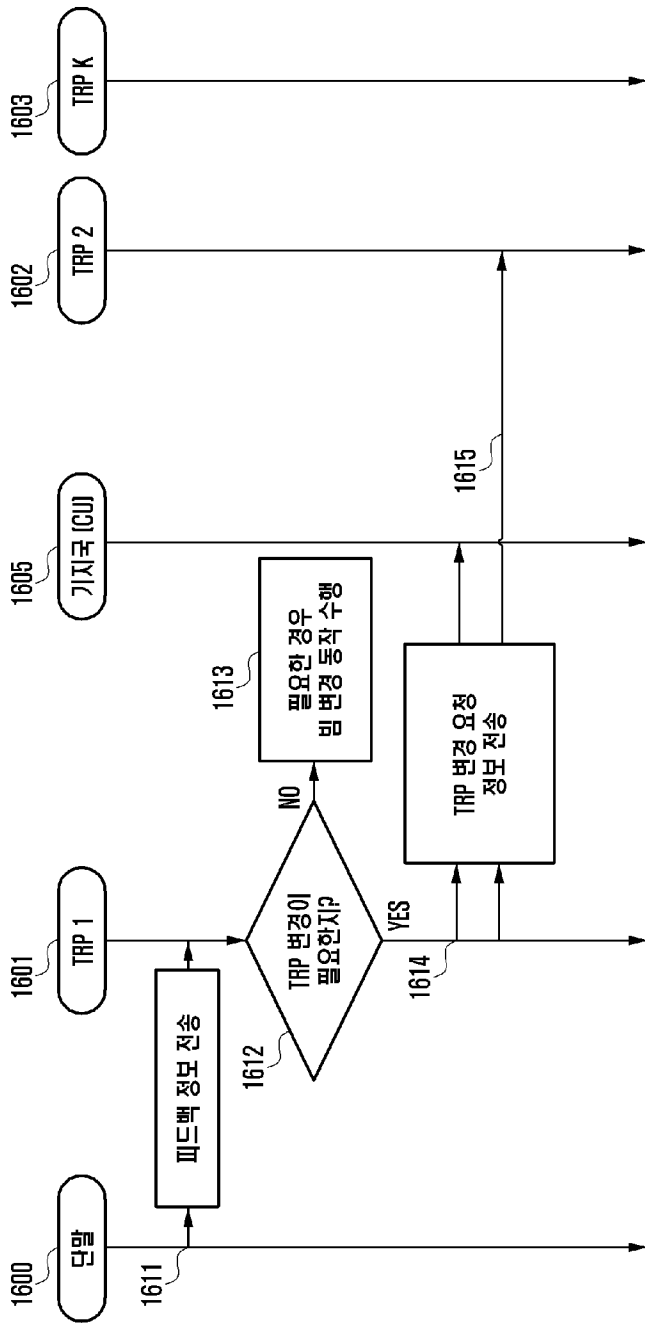 1600
단말
1601
TRP 1
1605
기지국 (CU)
1602
TRP 2
1603
TRP K
1611
피드백 정보 전송
1612
TRP 변경이
필요한지?
NO
1613
필요한 경우
빔 변경 동작 수행
YES
1614
TRP 변경 요청
정보 전송
1615